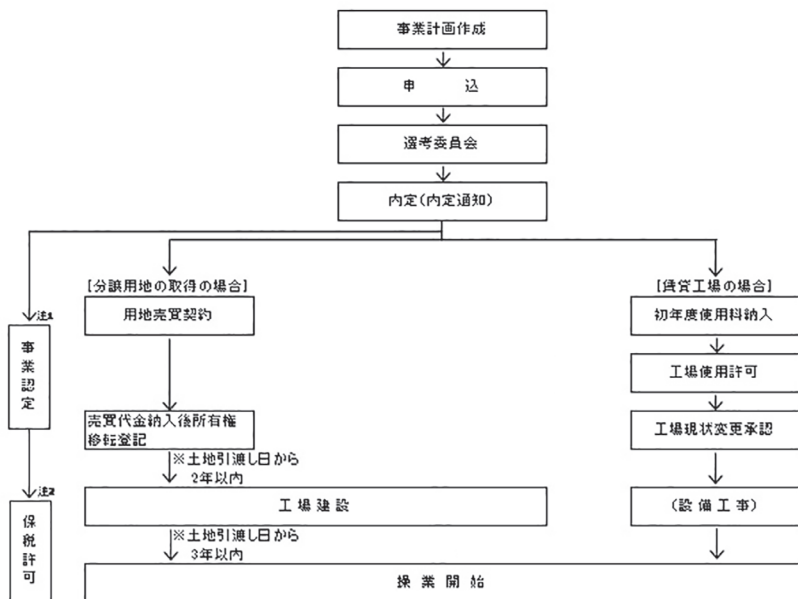 事業計画作成
申　　込
選考委員会
内定(内定通知)
[分譲用地の取得の場合]
[賃貸工場の場合]
注1
事業認定
用地売買契約
初年度使用料納入
工場使用許可
売買代金納入後所有権
移転登記
工場現状変更承認
※土地引渡し日から
2年以内
注2
保税許可
工場建設
(設備工事)
※土地引渡し日から
3年以内
操業開始